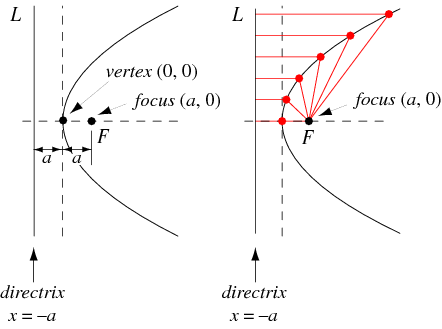 L
vertex (0, 0)
focus (a, 0)
F
a
a
directrix
x = –a
L
focus (a, 0)
F
directrix
x = –a